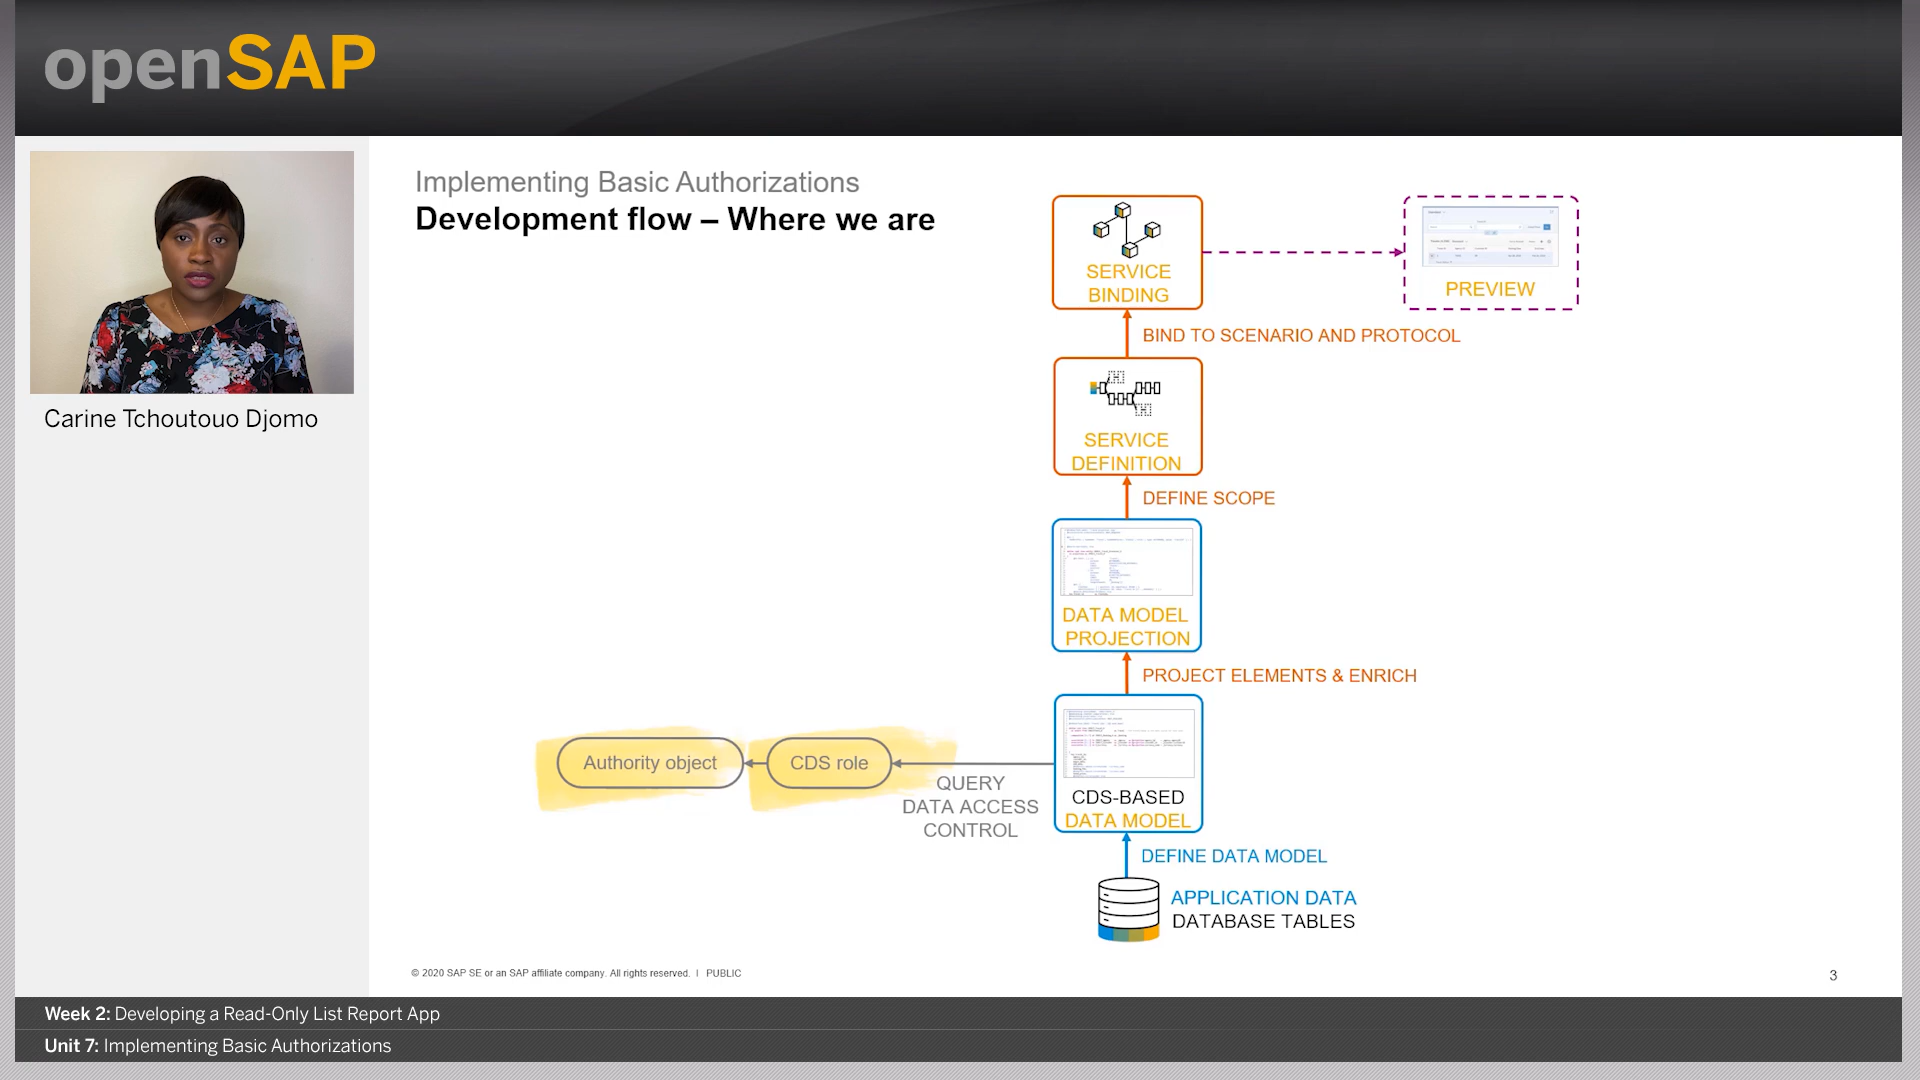 openSAP
Carine Tchoutouo Djomo
Implementing Basic Authorizations
Development flow – Where we are
SERVICE
BINDING
PREVIEW
BIND TO SCENARIO AND PROTOCOL
SERVICE
DEFINITION
DEFINE SCOPE
DATA MODEL
PROJECTION
PROJECT ELEMENTS & ENRICH
Authority object
CDS role
QUERY
DATA ACCESS
CONTROL
CDS-BASED
DATA MODEL
DEFINE DATA MODEL
APPLICATION DATA
DATABASE TABLES
© 2020 SAP SE or an SAP affiliate company. All rights reserved. I PUBLIC
3
Week 2: Developing a Read-Only List Report App
Unit 7: Implementing Basic Authorizations